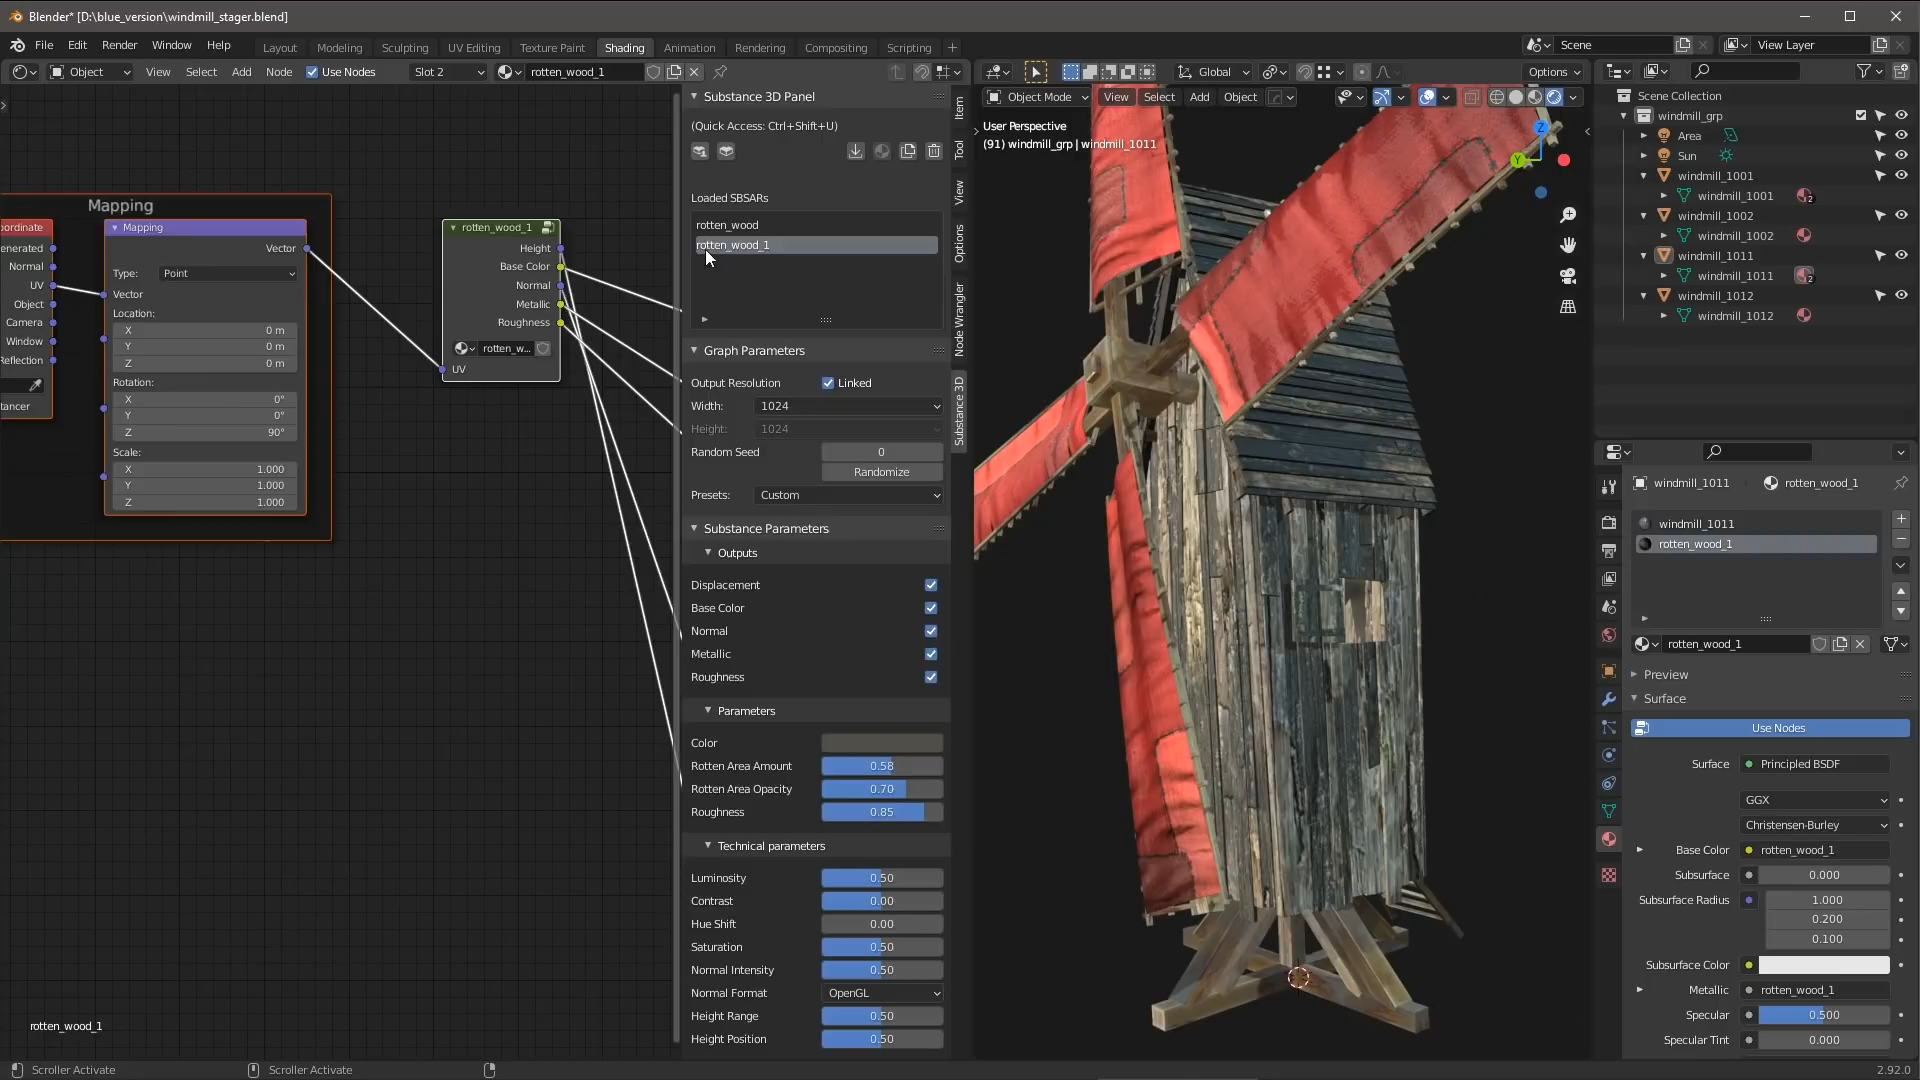 Blender* [D:\blue_version\windmill_stager.blend]
File Edit Render Window Help
Layout Modeling Sculpting UV Editing Texture Paint Shading Animation Rendering Compositing Scripting
Scene View Layer
Object View Select Add Node Use Nodes Slot 2 rotten_wood_1
Global Options
Object Mode View Select Add Object
User Perspective
(91) windmill_grp | windmill_1011
Z
Y
Mapping
oordinate
enerated
Normal
UV
Object
Camera
Window
Reflection
tancer
Mapping
Vector
Type: Point
Vector
Location:
X 0 m
Y 0 m
Z 0 m
Rotation:
X 0°
Y 0°
Z 90°
Scale:
X 1.000
Y 1.000
Z 1.000
rotten_wood_1
Height
Base Color
Normal
Metallic
Roughness
rotten_w...
UV
rotten_wood_1
Substance 3D Panel
(Quick Access: Ctrl+Shift+U)
Loaded SBSARs
rotten_wood
rotten_wood_1
Graph Parameters
Output Resolution Linked
Width: 1024
Height: 1024
Random Seed 0
Randomize
Presets: Custom
Substance Parameters
Outputs
Displacement
Base Color
Normal
Metallic
Roughness
Parameters
Color
Rotten Area Amount 0.58
Rotten Area Opacity 0.70
Roughness 0.85
Technical parameters
Luminosity 0.50
Contrast 0.00
Hue Shift 0.00
Saturation 0.50
Normal Intensity 0.50
Normal Format OpenGL
Height Range 0.50
Height Position 0.50
Item
Tool
View
Options
Node Wrangler
Substance 3D
Scene Collection
windmill_grp
Area
Sun
windmill_1001
windmill_1001 2
windmill_1002
windmill_1002
windmill_1011
windmill_1011 2
windmill_1012
windmill_1012
windmill_1011 rotten_wood_1
windmill_1011
rotten_wood_1
rotten_wood_1
Preview
Surface
Use Nodes
Surface Principled BSDF
GGX
Christensen-Burley
Base Color rotten_wood_1
Subsurface 0.000
Subsurface Radius 1.000
0.200
0.100
Subsurface Color
Metallic rotten_wood_1
Specular 0.500
Specular Tint 0.000
Scroller Activate Scroller Activate 2.92.0